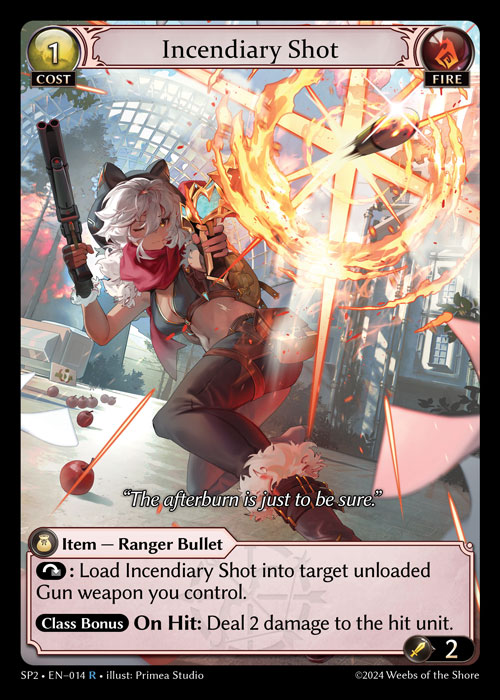 1
Incendiary Shot
COST
FIRE
“The afterburn is just to be sure.”
Item — Ranger Bullet
: Load Incendiary Shot into target unloaded
Gun weapon you control.
Class Bonus On Hit: Deal 2 damage to the hit unit.
2
SP2 • EN–014 R • illust: Primea Studio
©2024 Weebs of the Shore